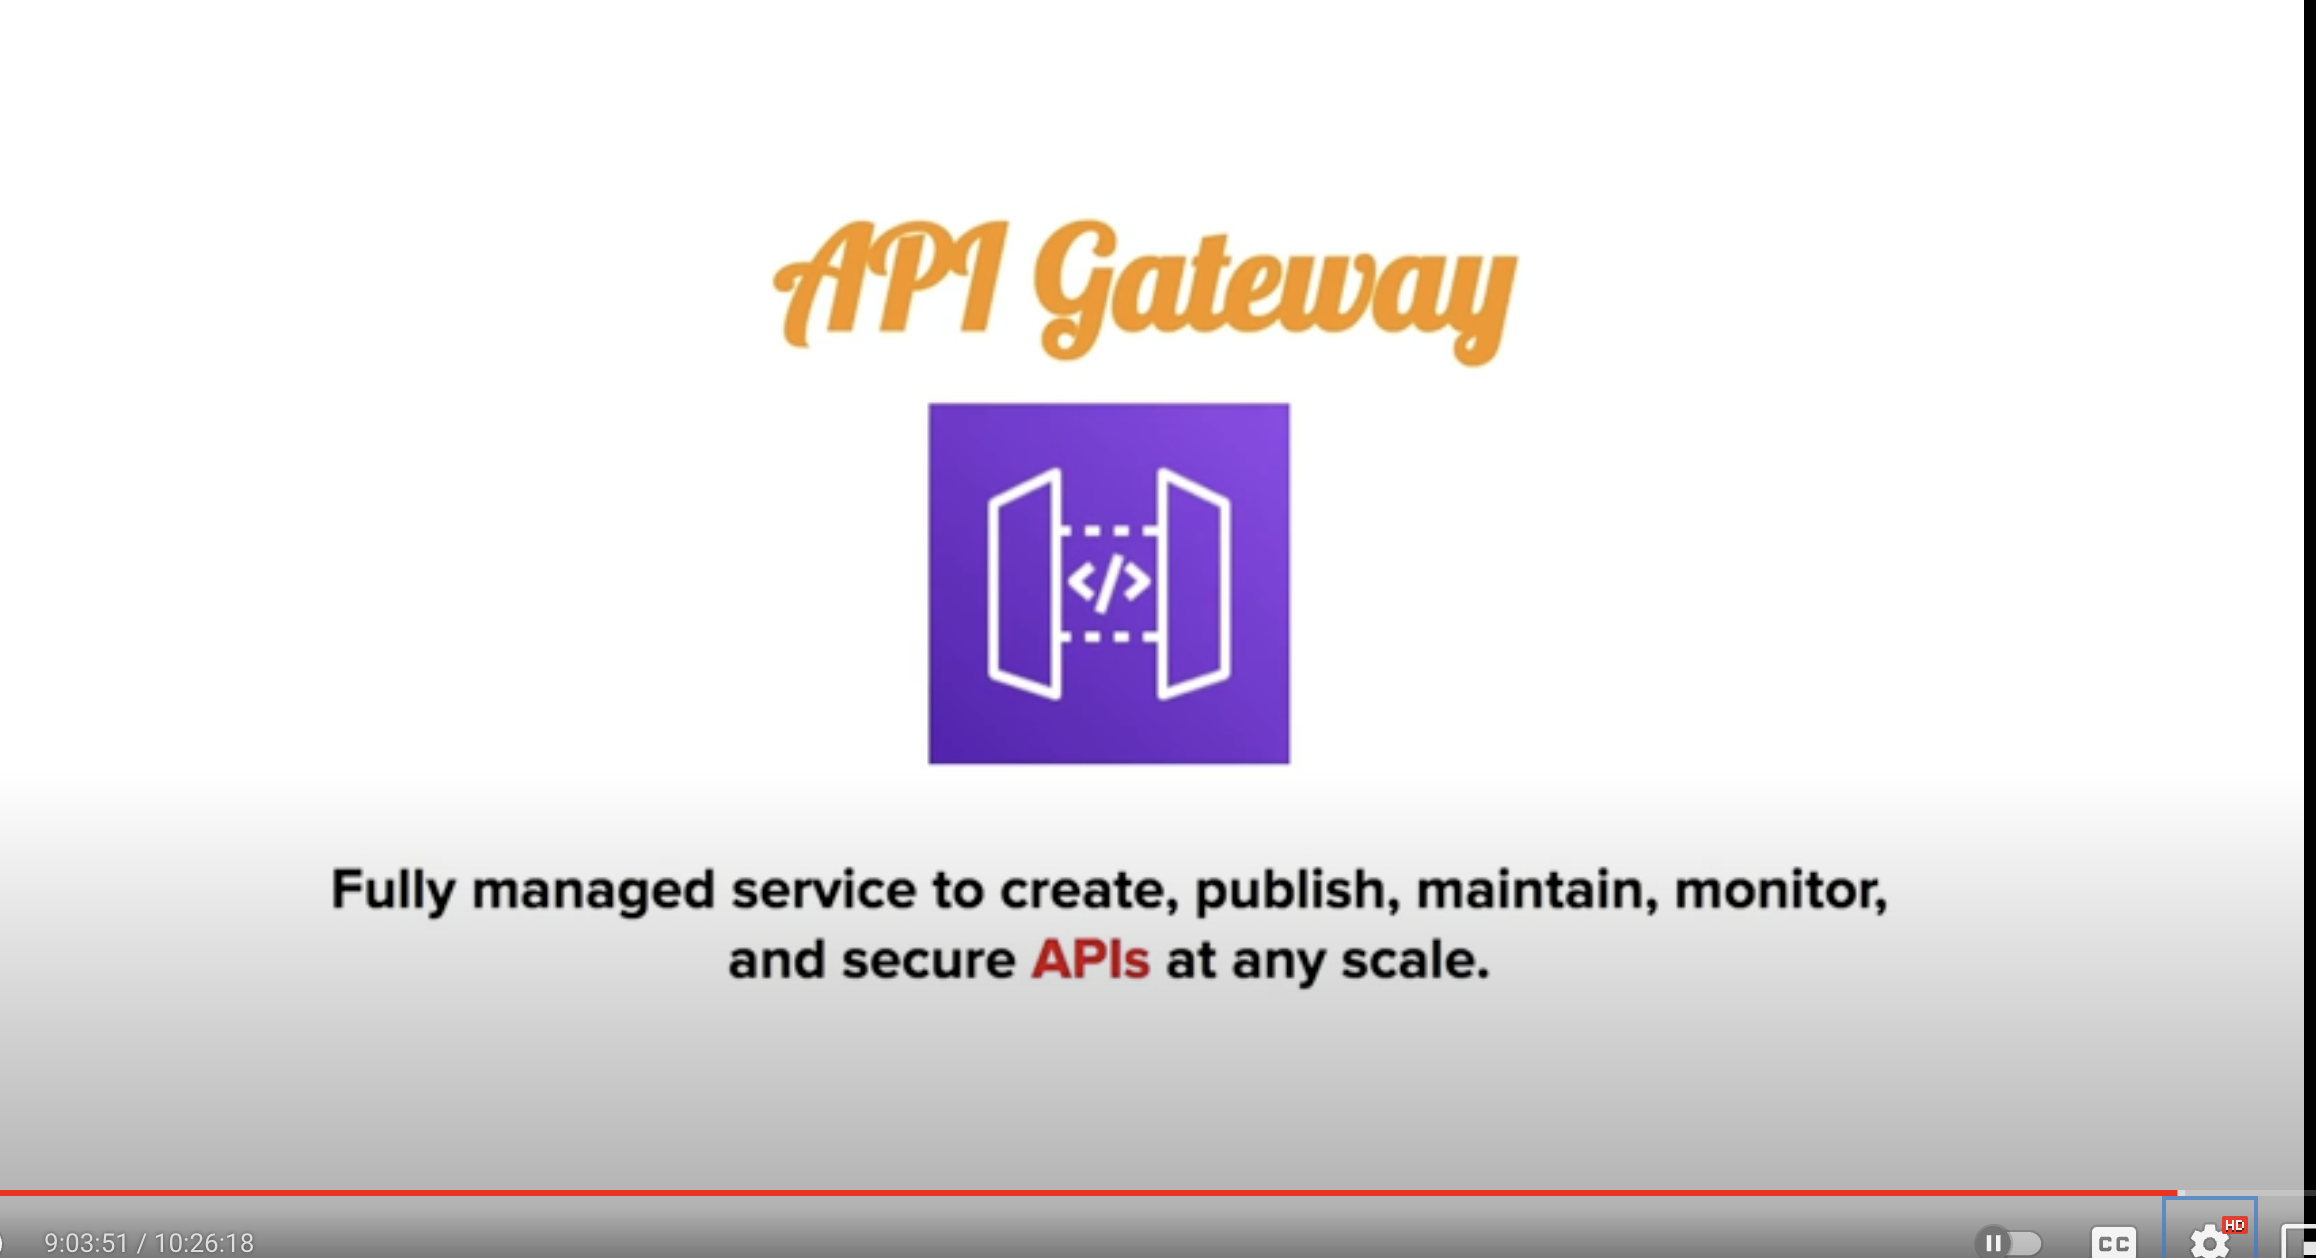 API Gateway
</>
Fully managed service to create, publish, maintain, monitor,
and secure APIs at any scale.
9:03:51 / 10:26:18
CC
HD